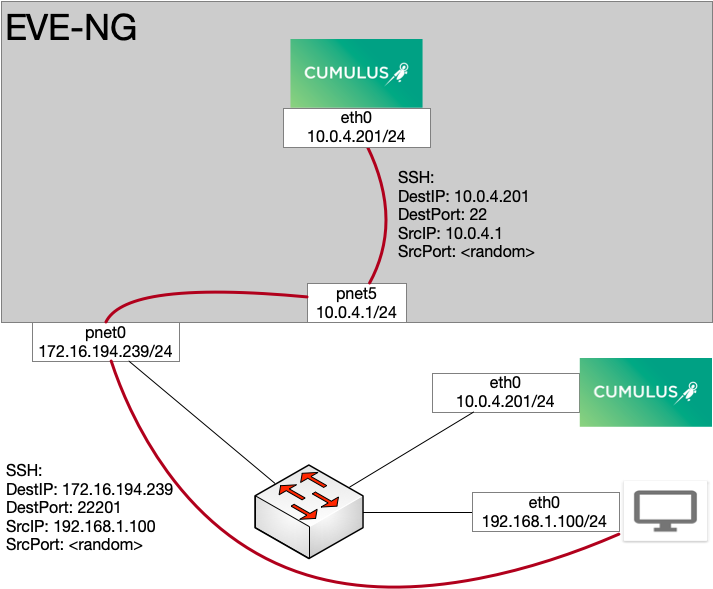 EVE-NG
CUMULUS
eth0
10.0.4.201/24
SSH:
DestIP: 10.0.4.201
DestPort: 22
SrcIP: 10.0.4.1
SrcPort: <random>
pnet5
10.0.4.1/24
pnet0
172.16.194.239/24
eth0
10.0.4.201/24
CUMULUS
SSH:
DestIP: 172.16.194.239
DestPort: 22201
SrcIP: 192.168.1.100
SrcPort: <random>
eth0
192.168.1.100/24